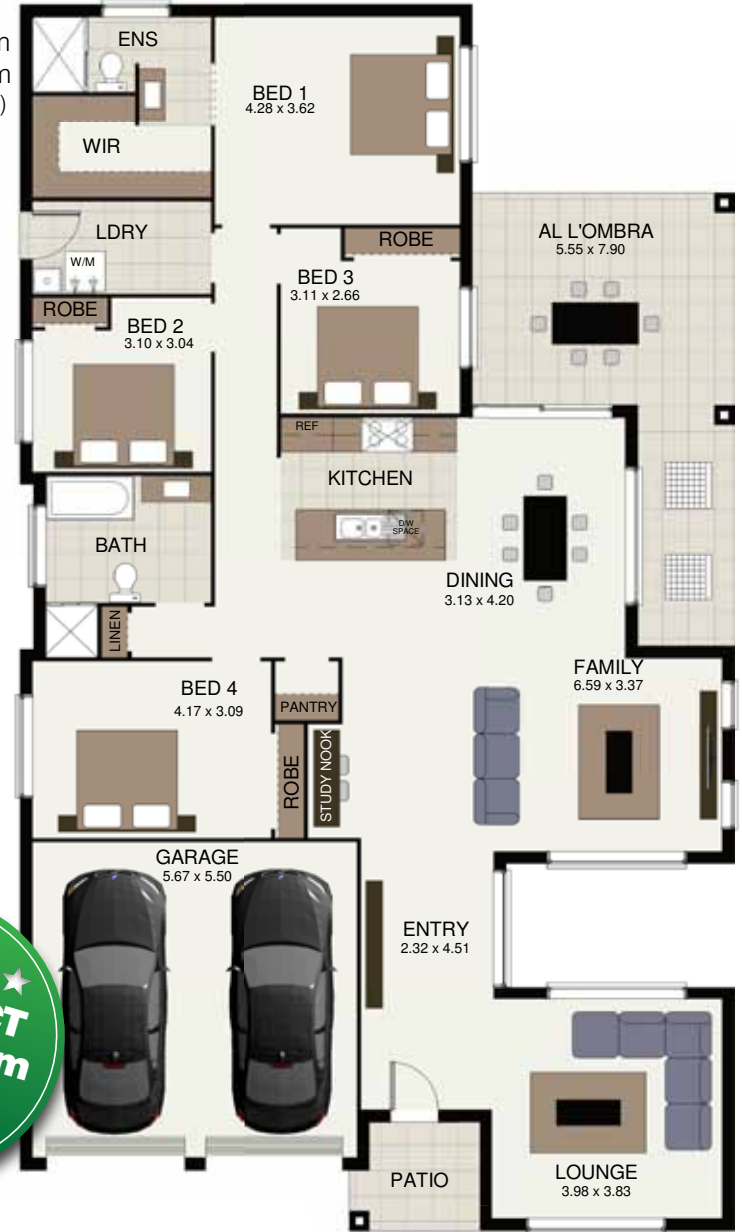 ENS
BED 1
4.28 x 3.62
WIR
LDRY
W/M
AL L'OMBRA
5.55 x 7.90
ROBE
BED 3
3.11 x 2.66
ROBE
BED 2
3.10 x 3.04
REF
KITCHEN
D/W
SPACE
BATH
DINING
3.13 x 4.20
LINEN
FAMILY
6.59 x 3.37
BED 4
4.17 x 3.09
PANTRY
ROBE
STUDY NOOK
GARAGE
5.67 x 5.50
ENTRY
2.32 x 4.51
PATIO
LOUNGE
3.98 x 3.83